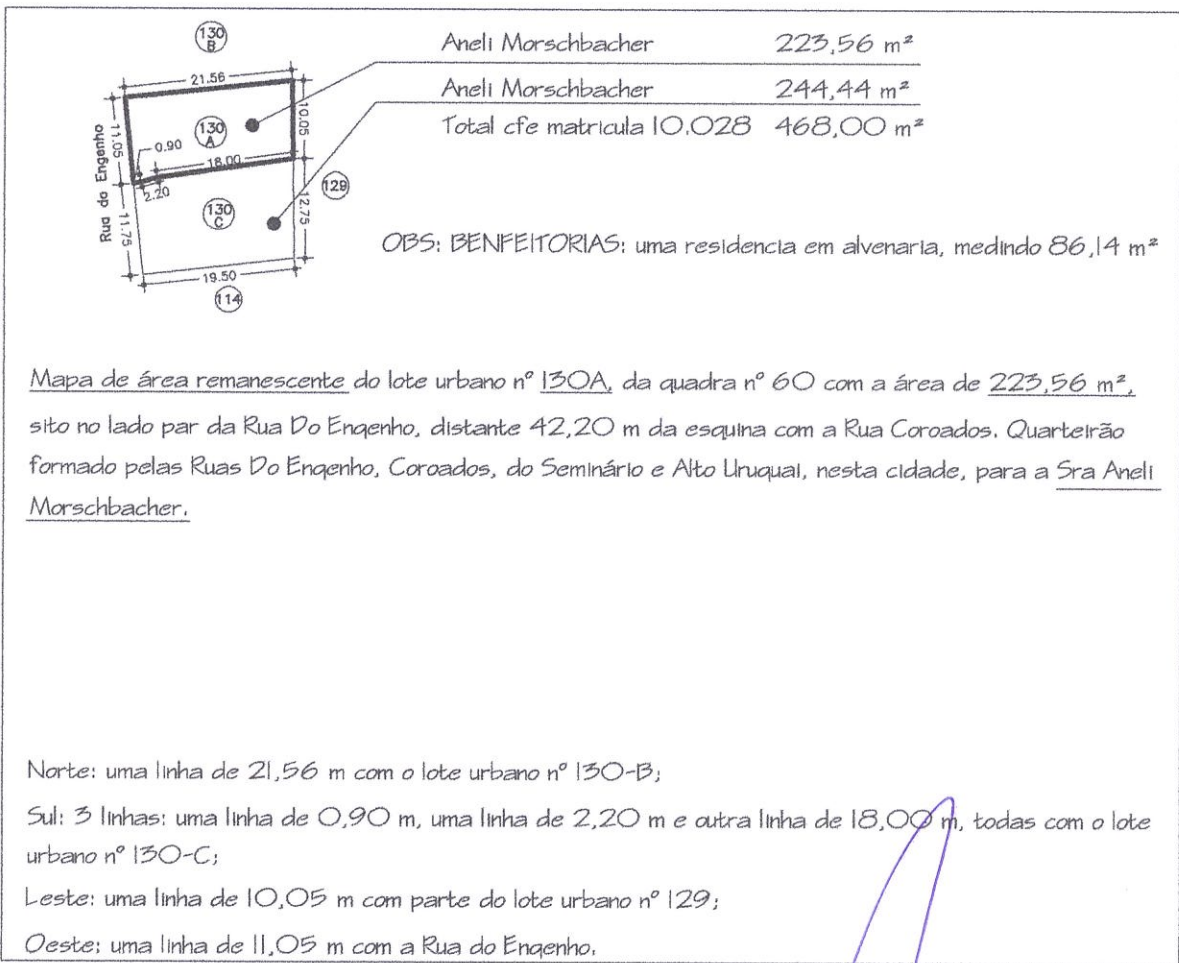 130 B
Aneli Morschbacher 223,56 m²
21.56
Aneli Morschbacher 244,44 m²
Total cfe matricula 10.028 468,00 m²
11.05
10.05
130 A
0.90
18.00
2.20
Rua do Engenho
129
130 C
11.75
12.75
OBS: BENFEITORIAS: uma residencia em alvenaria, medindo 86,14 m²
19.50
114
Mapa de área remanescente do lote urbano nº 130A, da quadra nº 60 com a área de 223,56 m²,
sito no lado par da Rua Do Engenho, distante 42,20 m da esquina com a Rua Coroados. Quarteirão
formado pelas Ruas Do Engenho, Coroados, do Seminário e Alto Uruguai, nesta cidade, para a Sra Aneli
Morschbacher.
Norte: uma linha de 21,56 m com o lote urbano nº 130-B;
Sul: 3 linhas: uma linha de 0,90 m, uma linha de 2,20 m e outra linha de 18,00 m, todas com o lote
urbano nº 130-C;
Leste: uma linha de 10,05 m com parte do lote urbano nº 129;
Oeste: uma linha de 11,05 m com a Rua do Engenho.